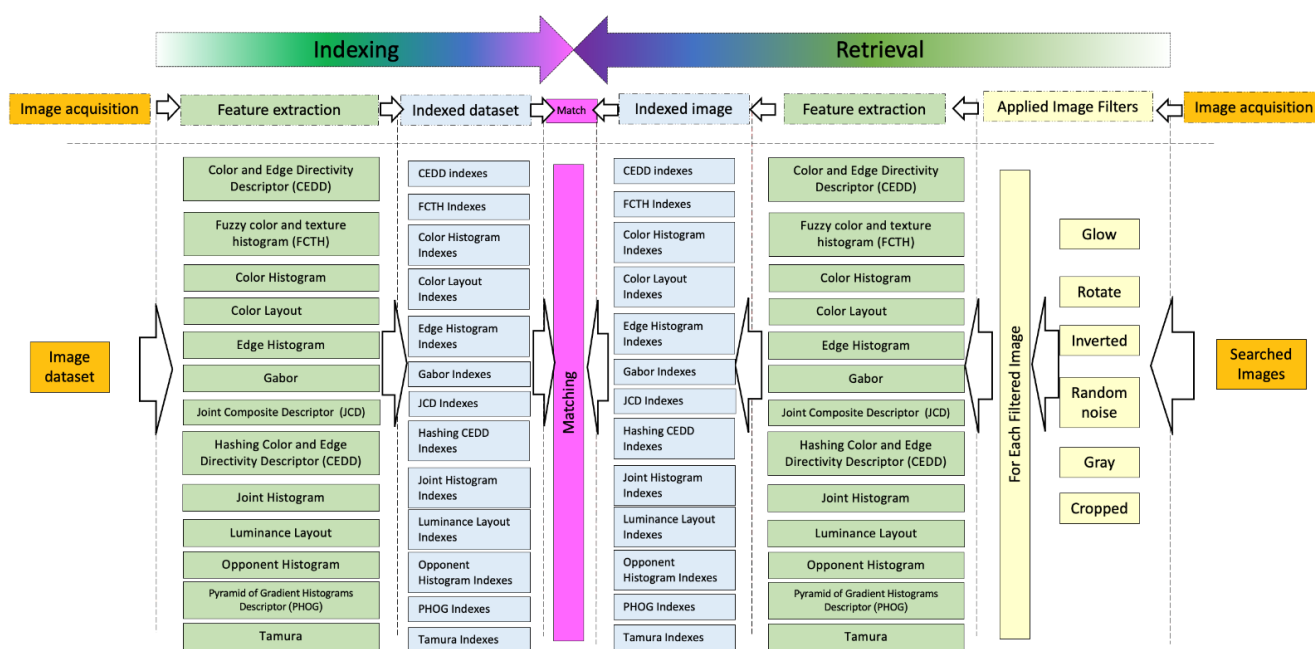 Indexing
Retrieval
Image acquisition
Feature extraction
Indexed dataset
Match
Indexed image
Feature extraction
Applied Image Filters
Image acquisition
Image
dataset
Color and Edge Directivity
Descriptor (CEDD)
Fuzzy color and texture
histogram (FCTH)
Color Histogram
Color Layout
Edge Histogram
Gabor
Joint Composite Descriptor (JCD)
Hashing Color and Edge
Directivity Descriptor (CEDD)
Joint Histogram
Luminance Layout
Opponent Histogram
Pyramid of Gradient Histograms
Descriptor (PHOG)
Tamura
CEDD indexes
FCTH Indexes
Color Histogram
Indexes
Color Layout
Indexes
Edge Histogram
Indexes
Gabor Indexes
JCD Indexes
Hashing CEDD
Indexes
Joint Histogram
Indexes
Luminance Layout
Indexes
Opponent
Histogram Indexes
PHOG Indexes
Tamura Indexes
Matching
CEDD indexes
FCTH Indexes
Color Histogram
Indexes
Color Layout
Indexes
Edge Histogram
Indexes
Gabor Indexes
JCD Indexes
Hashing CEDD
Indexes
Joint Histogram
Indexes
Luminance Layout
Indexes
Opponent
Histogram Indexes
PHOG Indexes
Tamura Indexes
Color and Edge Directivity
Descriptor (CEDD)
Fuzzy color and texture
histogram (FCTH)
Color Histogram
Color Layout
Edge Histogram
Gabor
Joint Composite Descriptor (JCD)
Hashing Color and Edge
Directivity Descriptor (CEDD)
Joint Histogram
Luminance Layout
Opponent Histogram
Pyramid of Gradient Histograms
Descriptor (PHOG)
Tamura
For Each Filtered Image
Glow
Rotate
Inverted
Random
noise
Gray
Cropped
Searched
Images